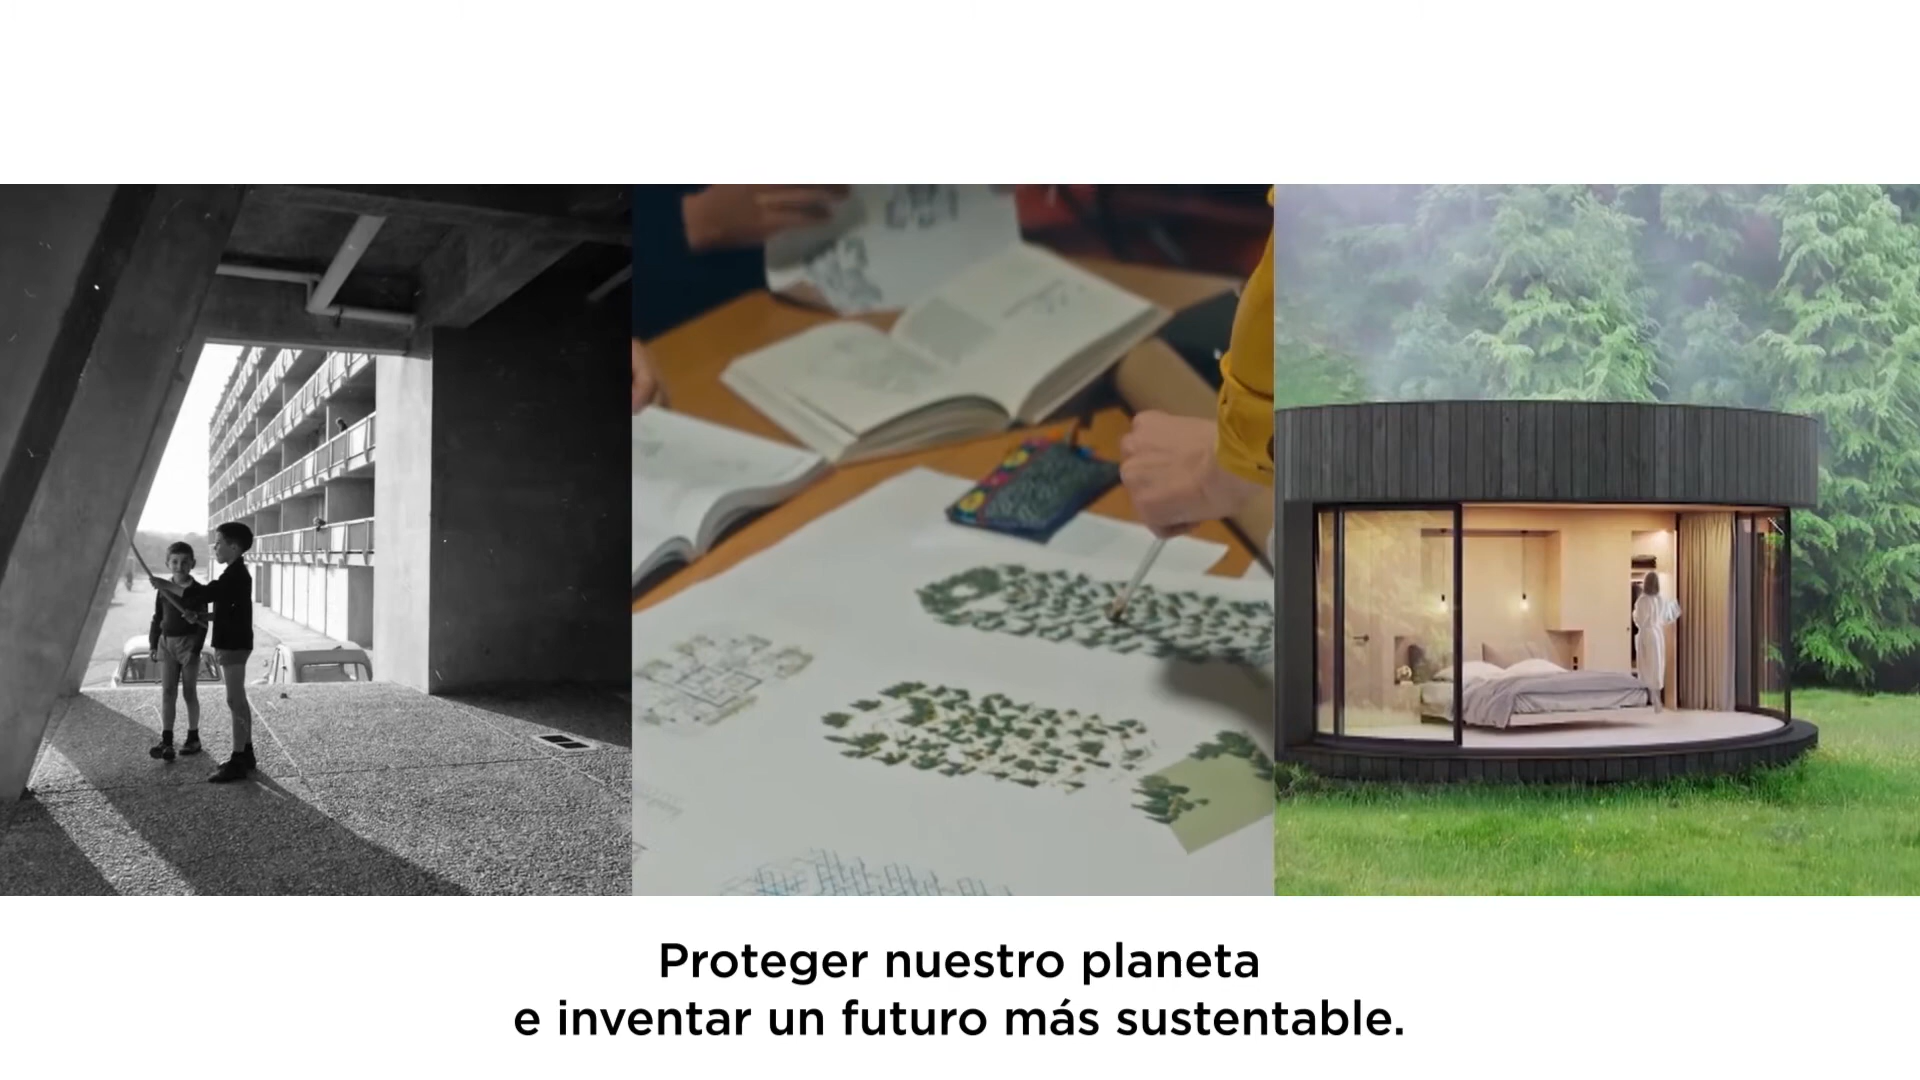 Proteger nuestro planeta
e inventar un futuro más sustentable.